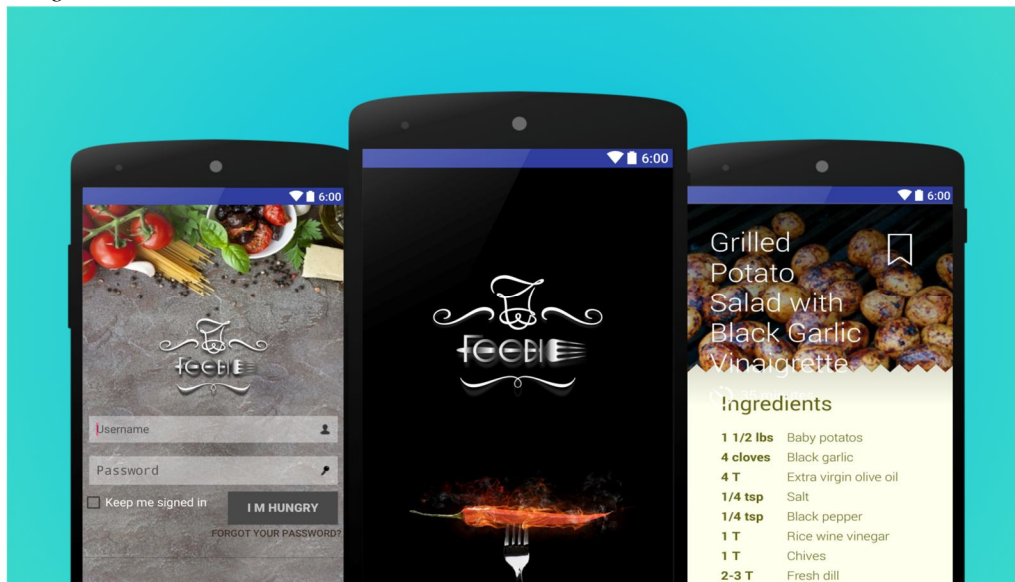 6:00
FOODIE
Username
Password
Keep me signed in
I M HUNGRY
FORGOT YOUR PASSWORD?
6:00
FOODIE
6:00
Grilled
Potato
Salad with
Black Garlic
Vinaigrette
Ingredients
1 1/2 lbs Baby potatos
4 cloves Black garlic
4 T Extra virgin olive oil
1/4 tsp Salt
1/4 tsp Black pepper
1 T Rice wine vinegar
1 T Chives
2-3 T Fresh dill